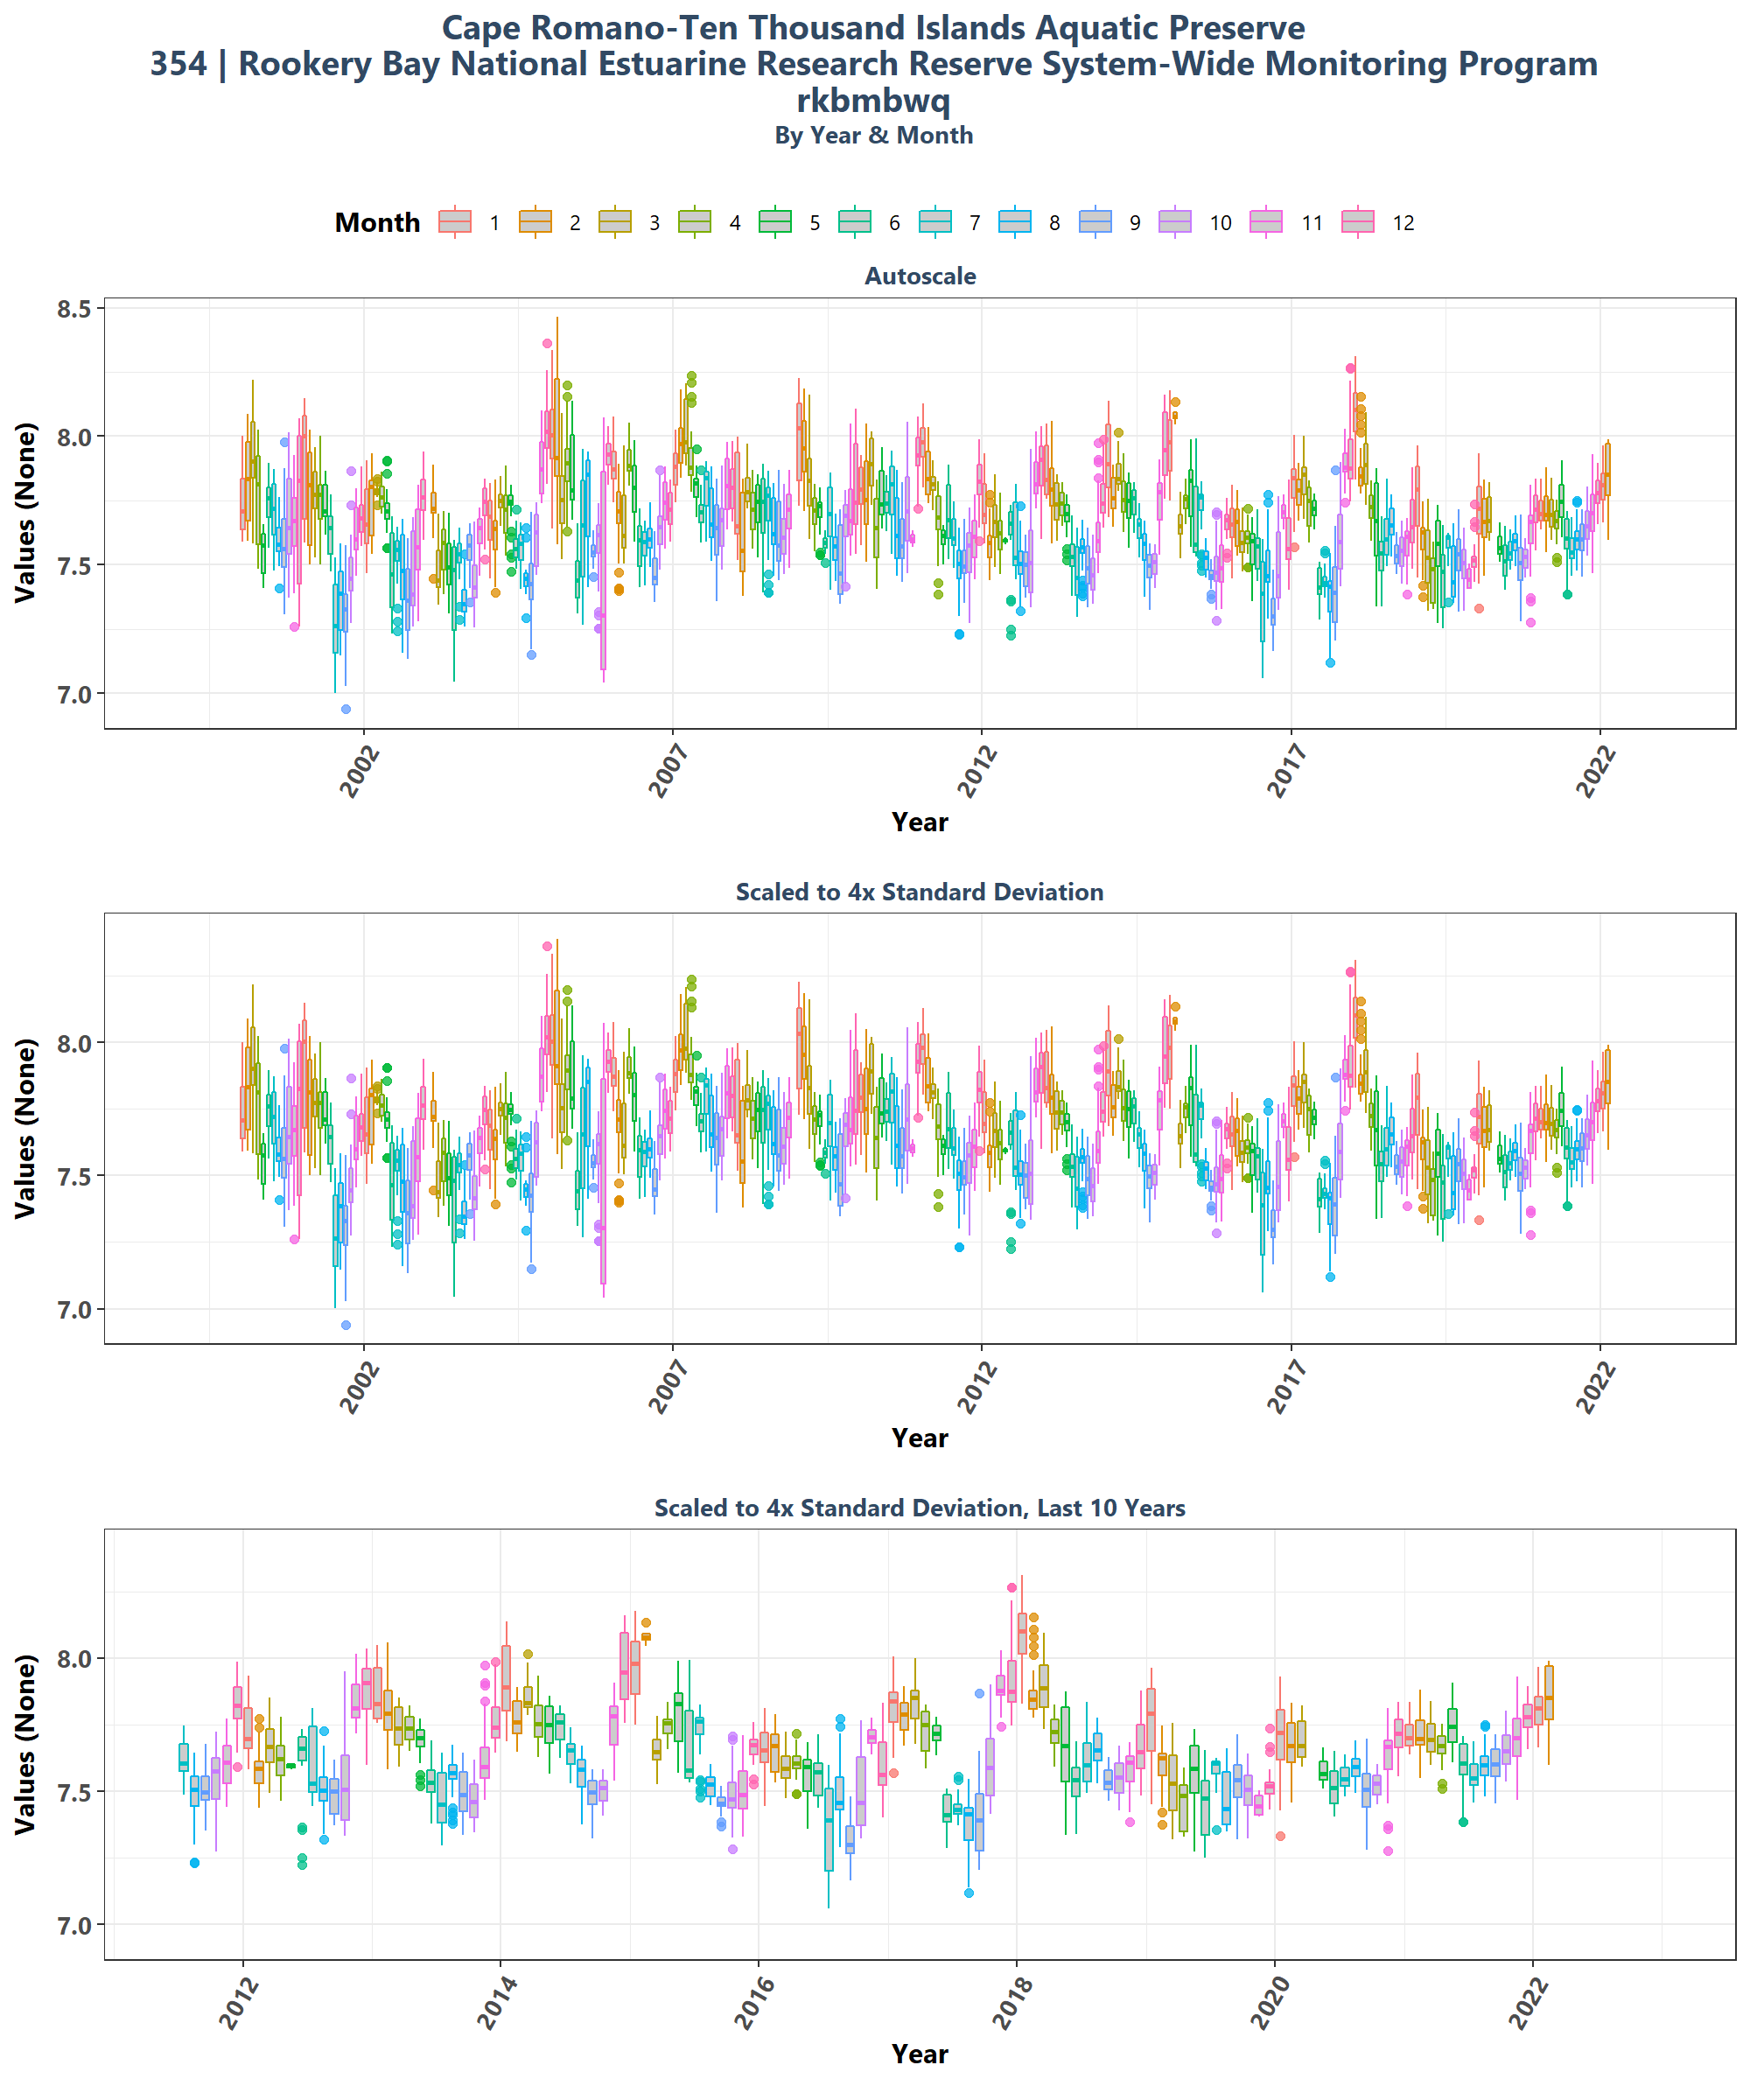 Cape Romano-Ten Thousand Islands Aquatic Preserve
354 | Rookery Bay National Estuarine Research Reserve System-Wide Monitoring Program
rkbmbwq
By Year & Month
Month 1 2 3 4 5 6 7 8 9 10 11 12
Autoscale
Values (None)
8.5
8.0
7.5
7.0
2002 2007 2012 2017 2022
Year
Scaled to 4x Standard Deviation
Values (None)
8.0
7.5
7.0
2002 2007 2012 2017 2022
Year
Scaled to 4x Standard Deviation, Last 10 Years
Values (None)
8.0
7.5
7.0
2012 2014 2016 2018 2020 2022
Year